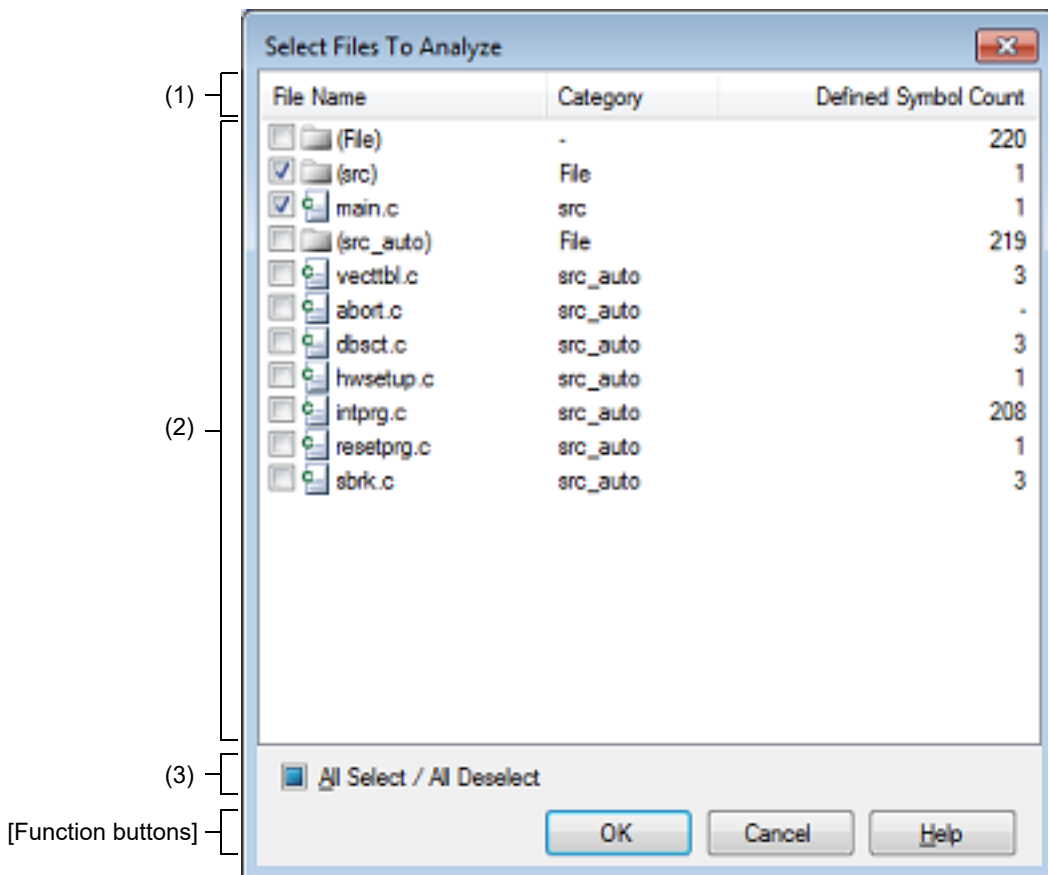 Select Files To Analyze
(1)
File Name Category Defined Symbol Count
(File) - 220
(src) File 1
main.c src 1
(src_auto) File 219
vecttbl.c src_auto 3
abort.c src_auto -
dbsct.c src_auto 3
hwsetup.c src_auto 1
(2)
intprg.c src_auto 208
resetprg.c src_auto 1
sbrk.c src_auto 3
(3)
All Select / All Deselect
[Function buttons]
OK Cancel Help